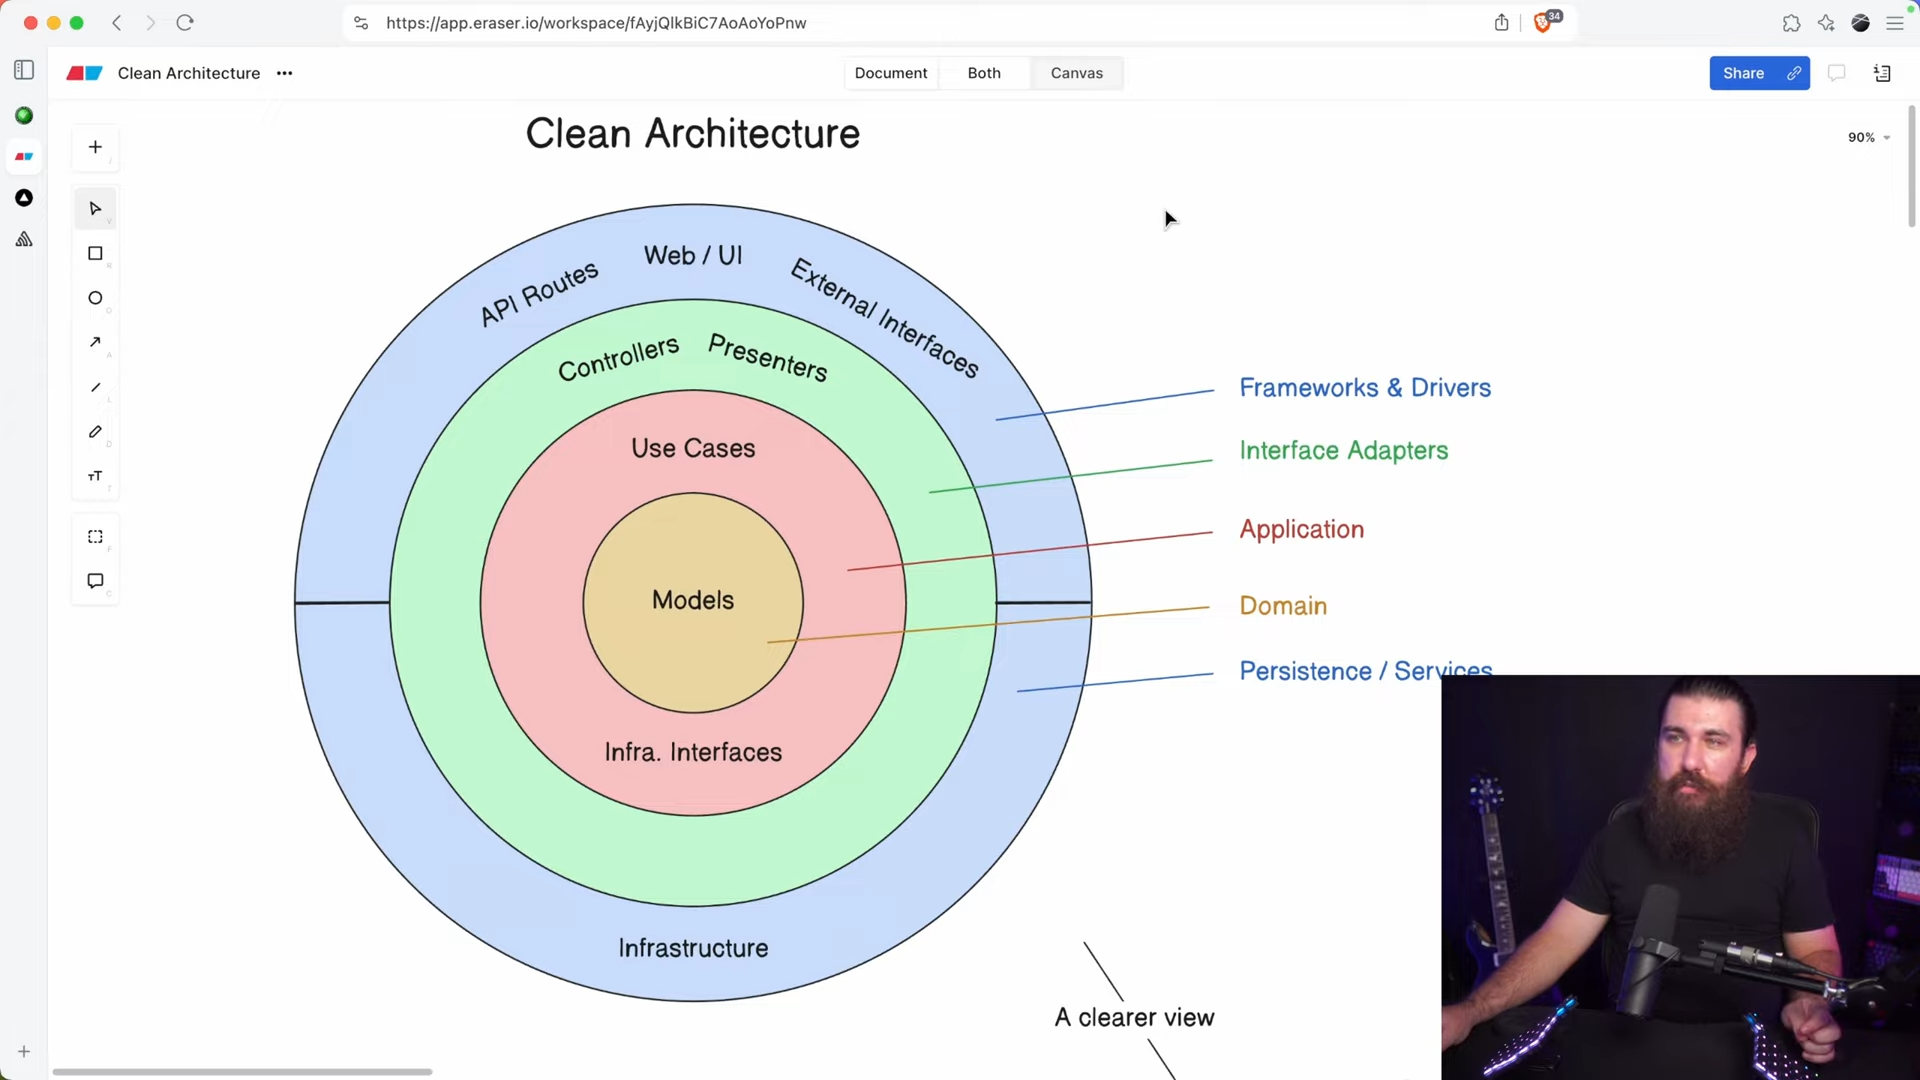 34
https://app.eraser.io/workspace/fAyjQlkBiC7AoAoYoPnw
Clean Architecture
Document
Both
Canvas
Share
Clean Architecture
90%
API Routes
Web / UI
External Interfaces
Controllers
Presenters
Use Cases
Models
Infra. Interfaces
Infrastructure
Frameworks & Drivers
Interface Adapters
Application
Domain
Persistence / Services
A clearer view